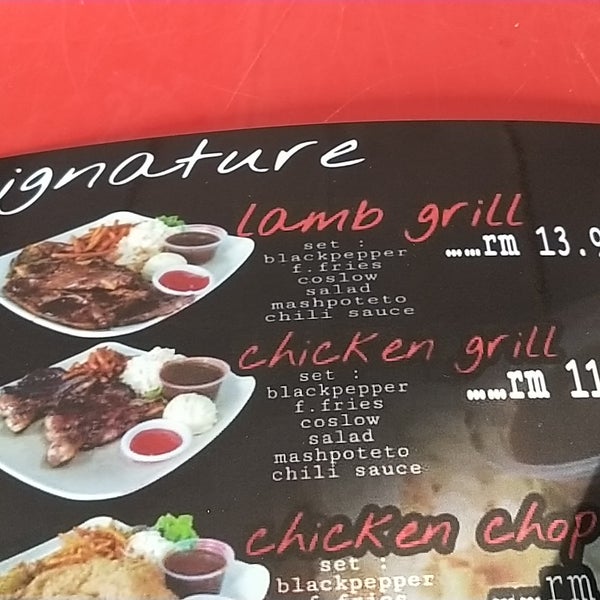 ignature
lamb grill
set :
blackpepper
f.fries
coslow
salad
mashpoteto
chili sauce
……rm 13.9
chicken grill
set :
blackpepper
f.fries
coslow
salad
mashpoteto
chili sauce
……rm 11
chicken chop
set :
blackpepper
f.fries
……rm